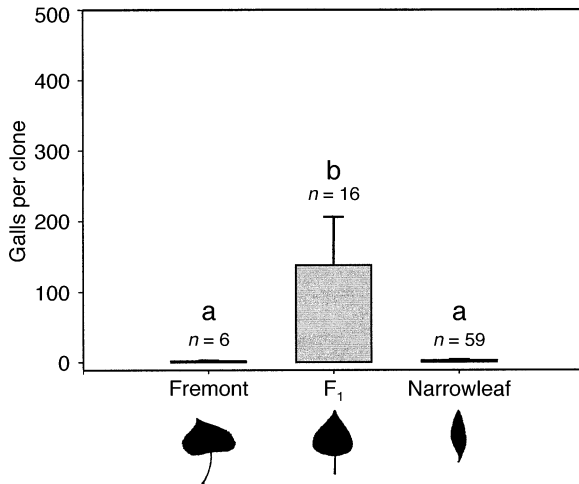 500
400
300
200
100
0
Galls per clone
a
n = 6
b
n = 16
a
n = 59
Fremont
F₁
Narrowleaf